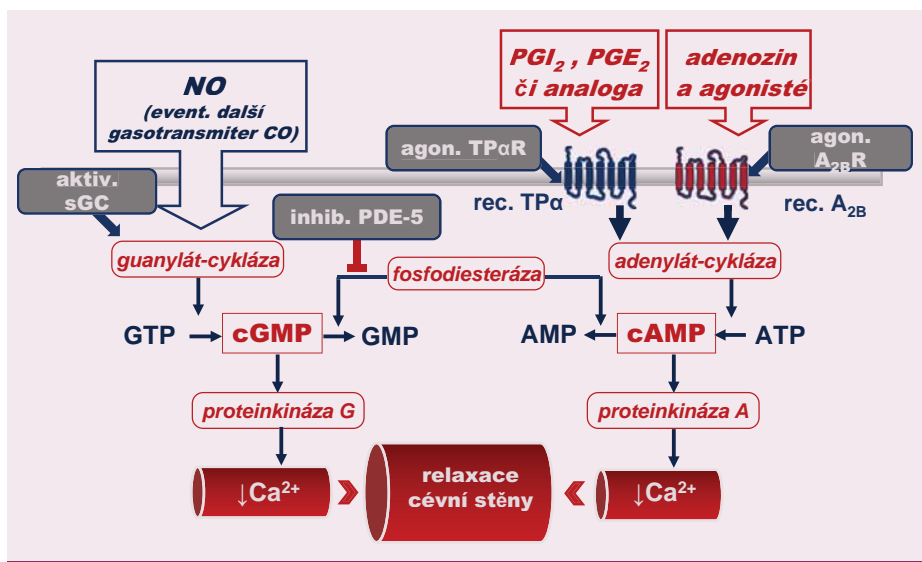 NO
(event. další
gasotransmiter CO)
PGI₂ , PGE₂
či analoga
adenozin
a agonisté
agon. TPαR
agon.
A₂BR
aktiv.
sGC
rec. TPα
rec. A₂B
inhib. PDE-5
guanylát-cykláza
fosfodiesteráza
adenylát-cykláza
GTP
cGMP
GMP
AMP
cAMP
ATP
proteinkináza G
proteinkináza A
↓Ca²⁺
relaxace
cévní stěny
↓Ca²⁺